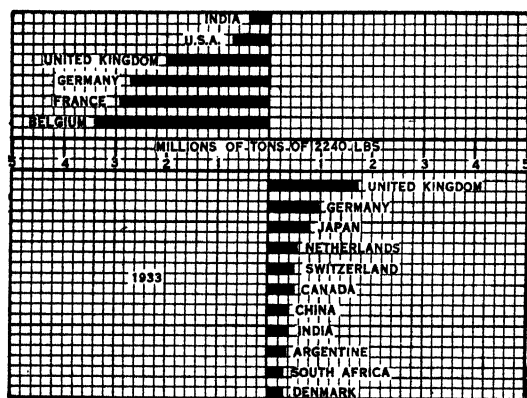 INDIA
U.S.A.
UNITED KINGDOM
GERMANY
FRANCE
BELGIUM
MILLIONS OF TONS OF 2240 LBS.
5 4 3 2 1 1 2 3 4 5
UNITED KINGDOM
GERMANY
JAPAN
NETHERLANDS
SWITZERLAND
1933
CANADA
CHINA
INDIA
ARGENTINE
SOUTH AFRICA
DENMARK